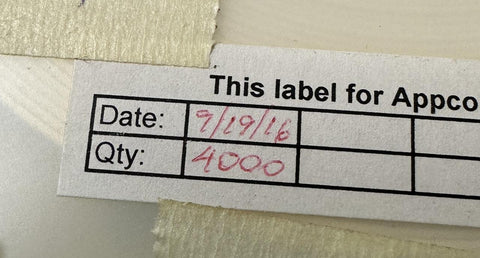 This label for Appco
Date: 9/19/16
Qty: 4000